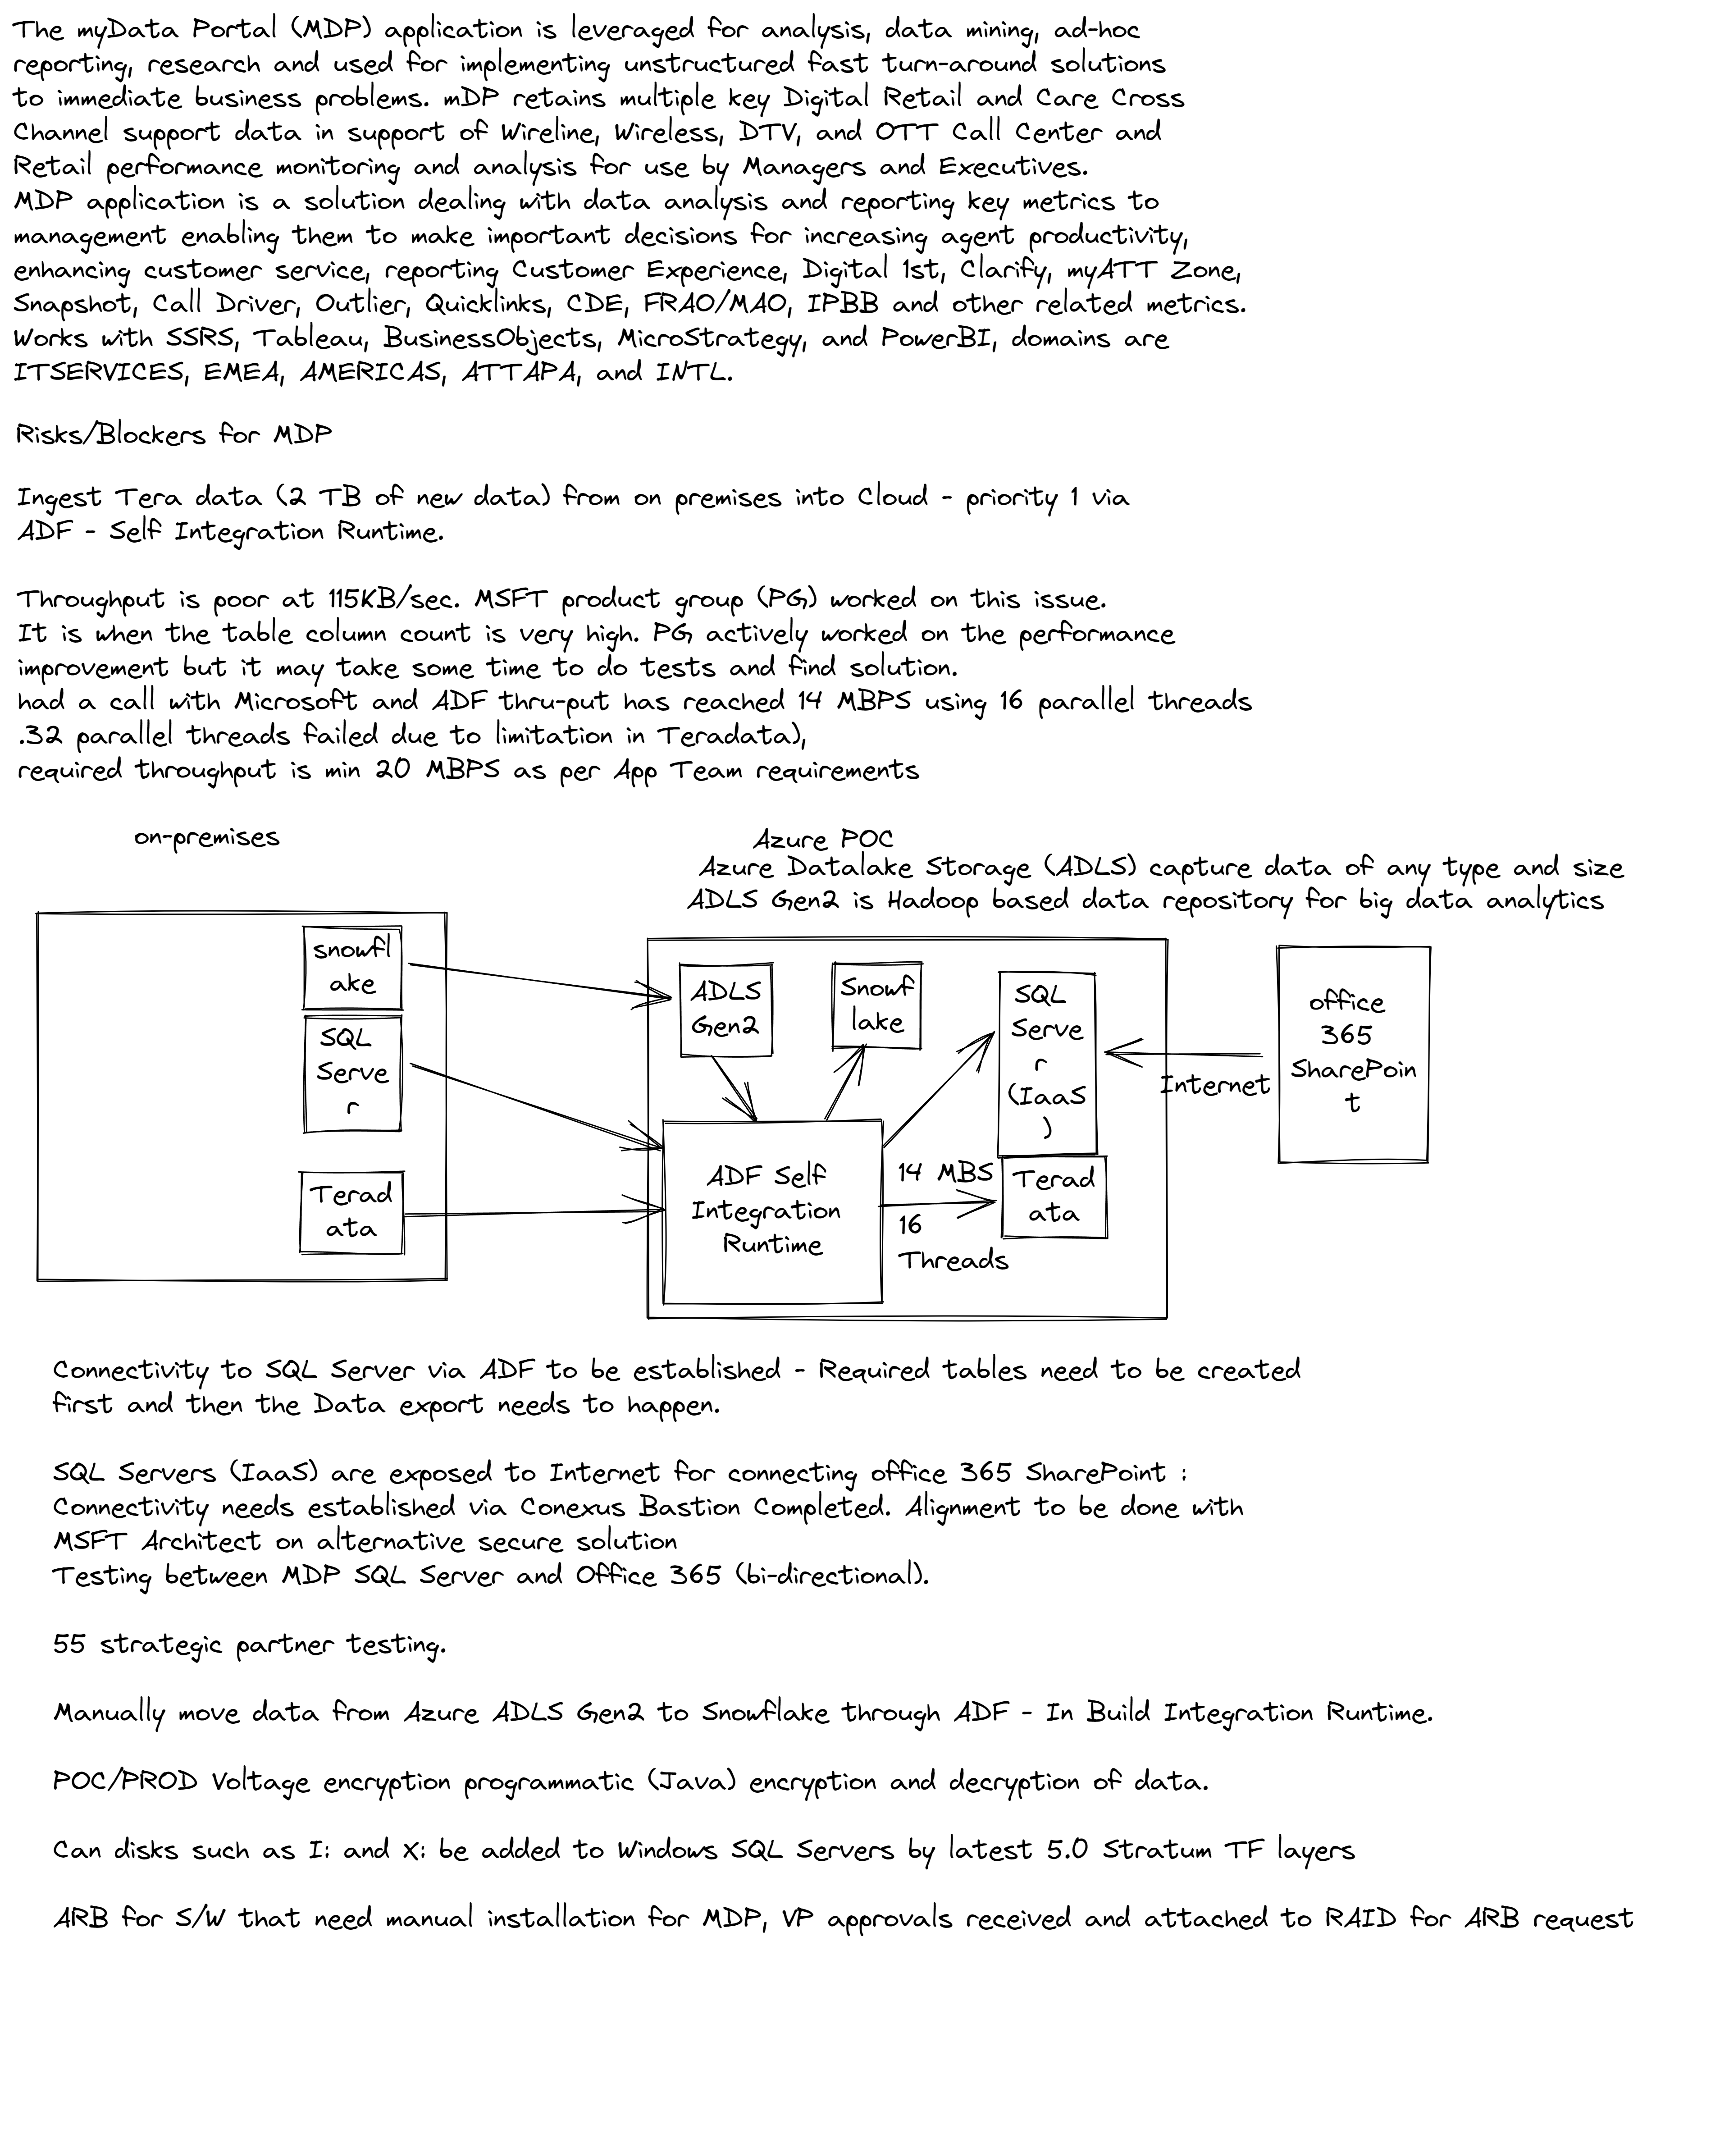 The myData Portal (MDP) application is leveraged for analysis, data mining, ad-hoc
reporting, research and used for implementing unstructured fast turn-around solutions
to immediate business problems. mDP retains multiple key Digital Retail and Care Cross
Channel support data in support of Wireline, Wireless, DTV, and OTT Call Center and
Retail performance monitoring and analysis for use by Managers and Executives.
MDP application is a solution dealing with data analysis and reporting key metrics to
management enabling them to make important decisions for increasing agent productivity,
enhancing customer service, reporting Customer Experience, Digital 1st, Clarify, myATT Zone,
Snapshot, Call Driver, Outlier, Quicklinks, CDE, FRAO/MAO, IPBB and other related metrics.
Works with SSRS, Tableau, BusinessObjects, MicroStrategy, and PowerBI, domains are
ITSERVICES, EMEA, AMERICAS, ATTAPA, and INTL.
Risks/Blockers for MDP
Ingest Tera data (2 TB of new data) from on premises into Cloud - priority 1 via
ADF - Self Integration Runtime.
Throughput is poor at 115KB/sec. MSFT product group (PG) worked on this issue.
It is when the table column count is very high. PG actively worked on the performance
improvement but it may take some time to do tests and find solution.
had a call with Microsoft and ADF thru-put has reached 14 MBPS using 16 parallel threads
.32 parallel threads failed due to limitation in Teradata),
required throughput is min 20 MBPS as per App Team requirements
on-premises
Azure POC
Azure Datalake Storage (ADLS) capture data of any type and size
ADLS Gen2 is Hadoop based data repository for big data analytics
snowfl
ake
SQL
Serve
r
Terad
ata
ADLS
Gen2
Snowf
lake
SQL
Serve
r
(IaaS
)
Internet
office
365
SharePoin
t
ADF Self
Integration
Runtime
14 MBS
16
Threads
Terad
ata
Connectivity to SQL Server via ADF to be established - Required tables need to be created
first and then the Data export needs to happen.
SQL Servers (IaaS) are exposed to Internet for connecting office 365 SharePoint :
Connectivity needs established via Conexus Bastion Completed. Alignment to be done with
MSFT Architect on alternative secure solution
Testing between MDP SQL Server and Office 365 (bi-directional).
55 strategic partner testing.
Manually move data from Azure ADLS Gen2 to Snowflake through ADF - In Build Integration Runtime.
POC/PROD Voltage encryption programmatic (Java) encryption and decryption of data.
Can disks such as I: and X: be added to Windows SQL Servers by latest 5.0 Stratum TF layers
ARB for S/W that need manual installation for MDP, VP approvals received and attached to RAID for ARB request